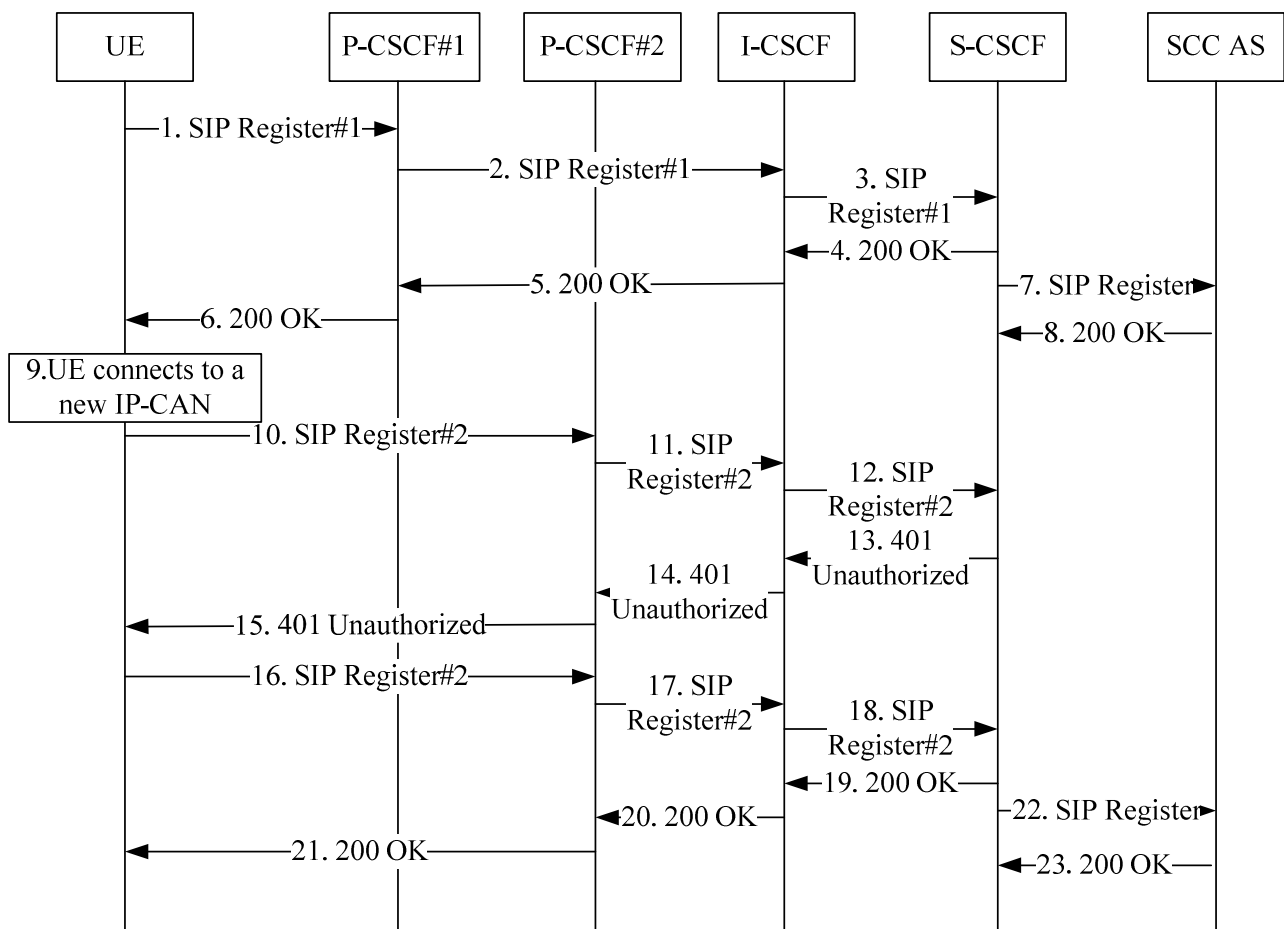 UE
P-CSCF#1
P-CSCF#2
I-CSCF
S-CSCF
SCC AS
1. SIP Register#1
2. SIP Register#1
3. SIP
Register#1
4. 200 OK
5. 200 OK
7. SIP Register
6. 200 OK
8. 200 OK
9.UE connects to a
new IP-CAN
10. SIP Register#2
11. SIP
Register#2
12. SIP
Register#2
13. 401
Unauthorized
14. 401
Unauthorized
15. 401 Unauthorized
16. SIP Register#2
17. SIP
Register#2
18. SIP
Register#2
19. 200 OK
20. 200 OK
22. SIP Register
21. 200 OK
23. 200 OK